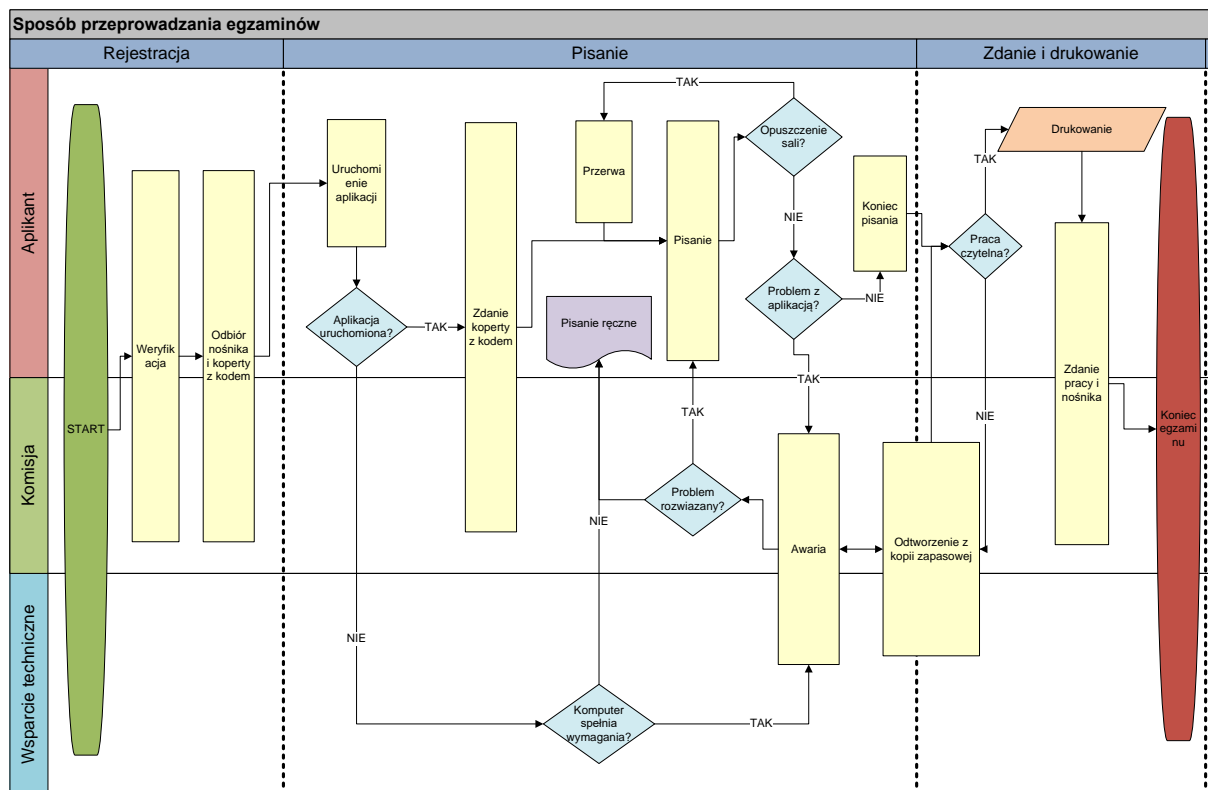 Sposób przeprowadzania egzaminów
Rejestracja
Pisanie
Zdanie i drukowanie
Aplikant
Komisja
Wsparcie techniczne
START
Weryfik
acja
Odbiór
nośnika
i koperty
z kodem
Uruchomi
enie
aplikacji
Aplikacja
uruchomiona?
TAK
NIE
Zdanie
koperty
z kodem
Przerwa
Pisanie
Pisanie ręczne
TAK
Opuszczenie
sali?
NIE
Problem z
aplikacją?
NIE
TAK
Koniec
pisania
Problem
rozwiazany?
TAK
NIE
Awaria
Odtworzenie z
kopii zapasowej
Komputer
spełnia
wymagania?
TAK
Praca
czytelna?
TAK
NIE
Drukowanie
Zdanie
pracy i
nośnika
Koniec
egzami
nu